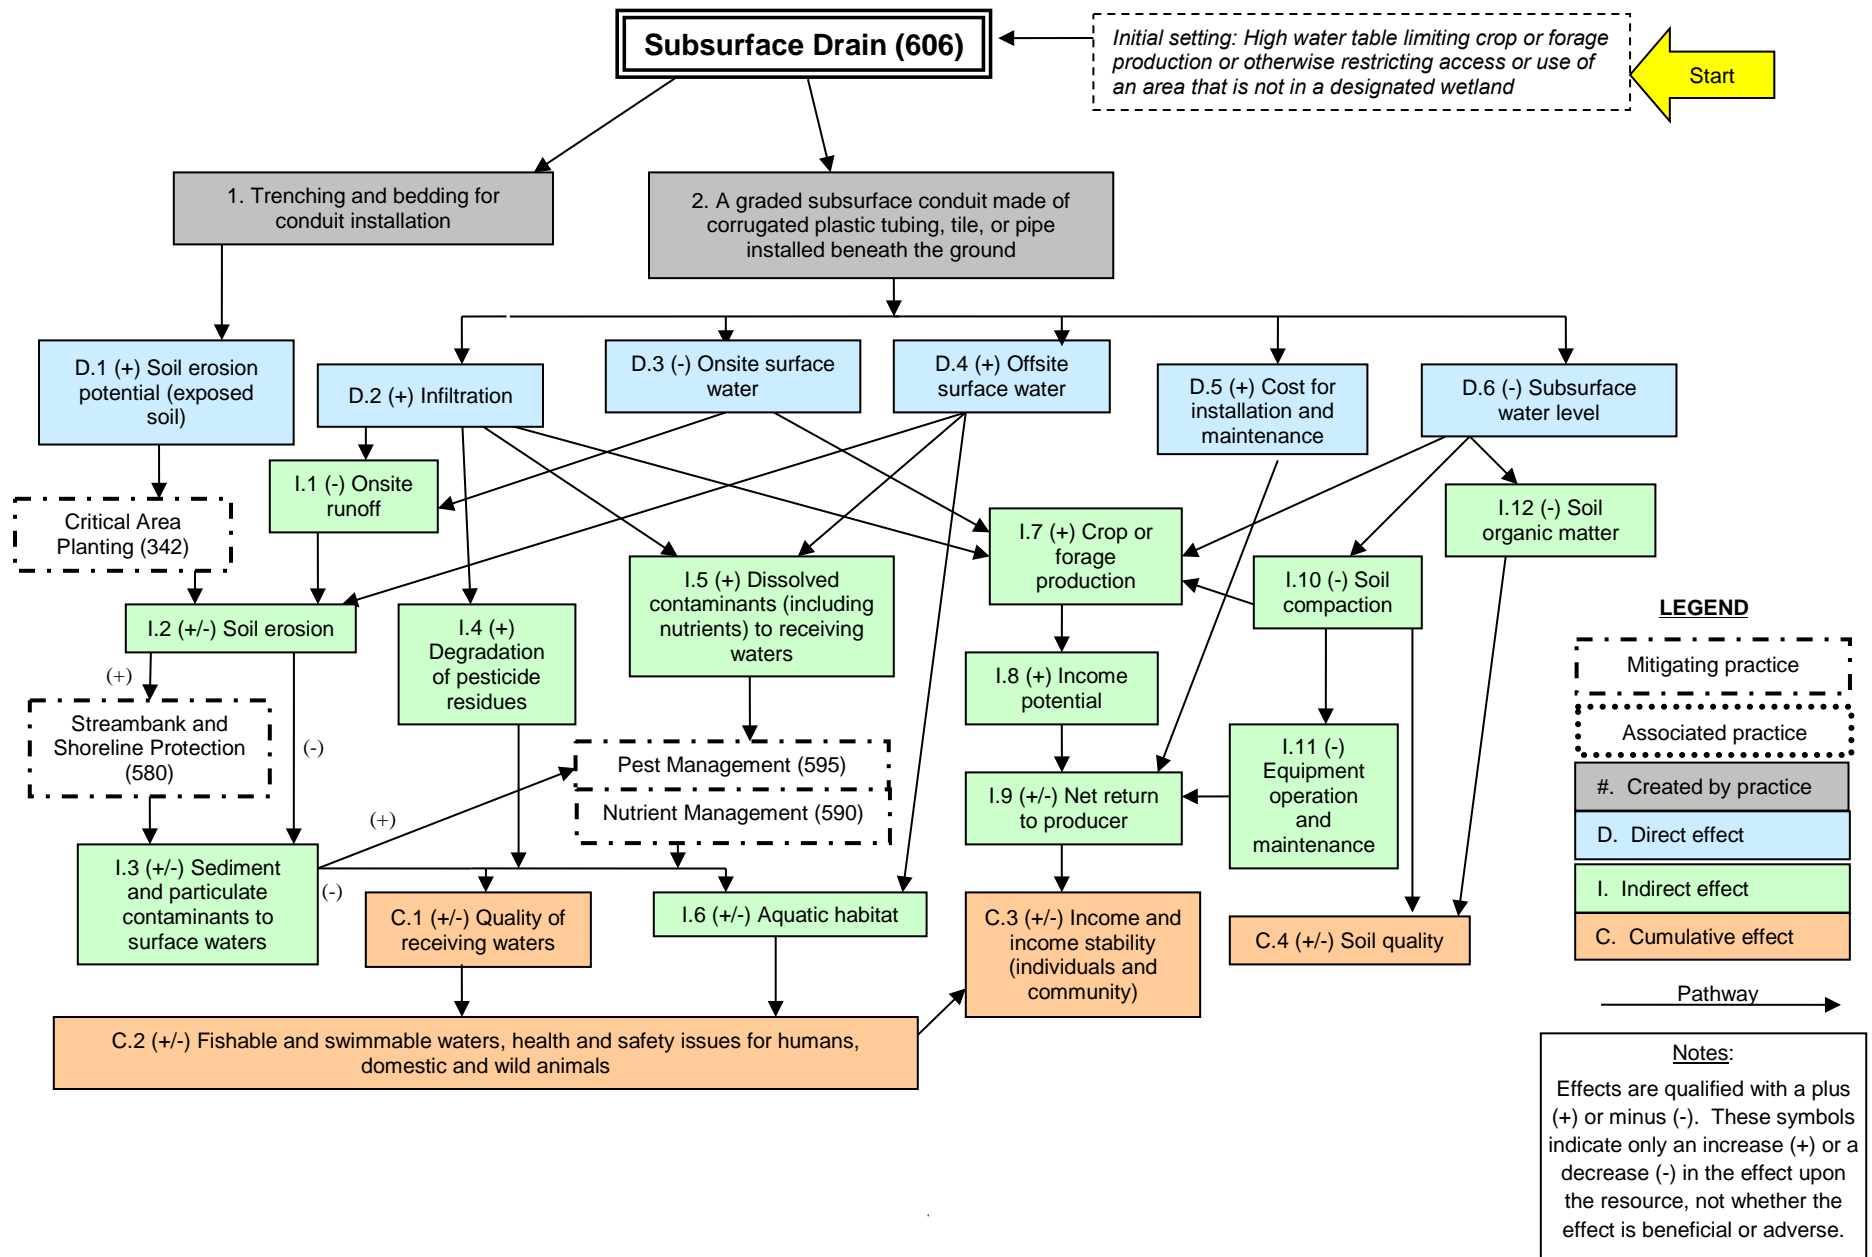 Subsurface Drain (606)
Initial setting: High water table limiting crop or forage
production or otherwise restricting access or use of
an area that is not in a designated wetland
Start
1. Trenching and bedding for
conduit installation
2. A graded subsurface conduit made of
corrugated plastic tubing, tile, or pipe
installed beneath the ground
D.1 (+) Soil erosion
potential (exposed
soil)
D.2 (+) Infiltration
D.3 (-) Onsite surface
water
D.4 (+) Offsite
surface water
D.5 (+) Cost for
installation and
maintenance
D.6 (-) Subsurface
water level
Critical Area
Planting (342)
I.1 (-) Onsite
runoff
I.12 (-) Soil
organic matter
I.7 (+) Crop or
forage
production
I.5 (+) Dissolved
contaminants (including
nutrients) to receiving
waters
I.10 (-) Soil
compaction
I.2 (+/-) Soil erosion
I.4 (+)
Degradation
of pesticide
residues
(+)
(-)
Streambank and
Shoreline Protection
(580)
I.8 (+) Income
potential
Pest Management (595)
Nutrient Management (590)
I.11 (-)
Equipment
operation
and
maintenance
I.9 (+/-) Net return
to producer
(+)
(-)
I.3 (+/-) Sediment
and particulate
contaminants to
surface waters
C.1 (+/-) Quality of
receiving waters
I.6 (+/-) Aquatic habitat
C.3 (+/-) Income and
income stability
(individuals and
community)
C.4 (+/-) Soil quality
C.2 (+/-) Fishable and swimmable waters, health and safety issues for humans,
domestic and wild animals
LEGEND
Mitigating practice
Associated practice
#. Created by practice
D. Direct effect
I. Indirect effect
C. Cumulative effect
Pathway
Notes:
Effects are qualified with a plus
(+) or minus (-). These symbols
indicate only an increase (+) or a
decrease (-) in the effect upon
the resource, not whether the
effect is beneficial or adverse.